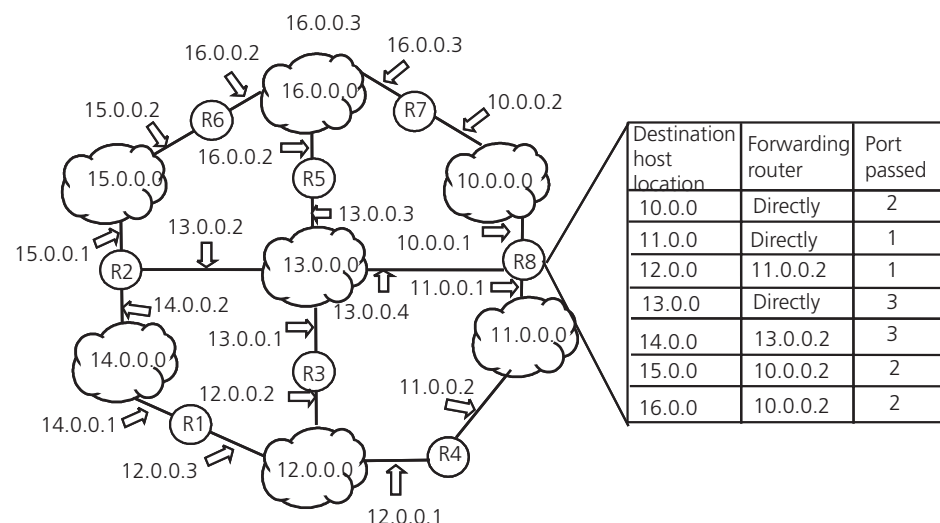 16.0.0.3
16.0.0.2
16.0.0.3
16.0.0.0
15.0.0.2
R6
R7
10.0.0.2
16.0.0.2
R5
15.0.0.0
10.0.0.0
13.0.0.2
13.0.0.3
15.0.0.1
10.0.0.1
R2
13.0.0.0
R8
11.0.0.1
14.0.0.2
13.0.0.4
13.0.0.1
14.0.0.0
11.0.0.0
R3
12.0.0.2
11.0.0.2
14.0.0.1
R1
12.0.0.3
12.0.0.0
R4
12.0.0.1
Destination host location Forwarding router Port passed
10.0.0 Directly 2
11.0.0 Directly 1
12.0.0 11.0.0.2 1
13.0.0 Directly 3
14.0.0 13.0.0.2 3
15.0.0 10.0.0.2 2
16.0.0 10.0.0.2 2